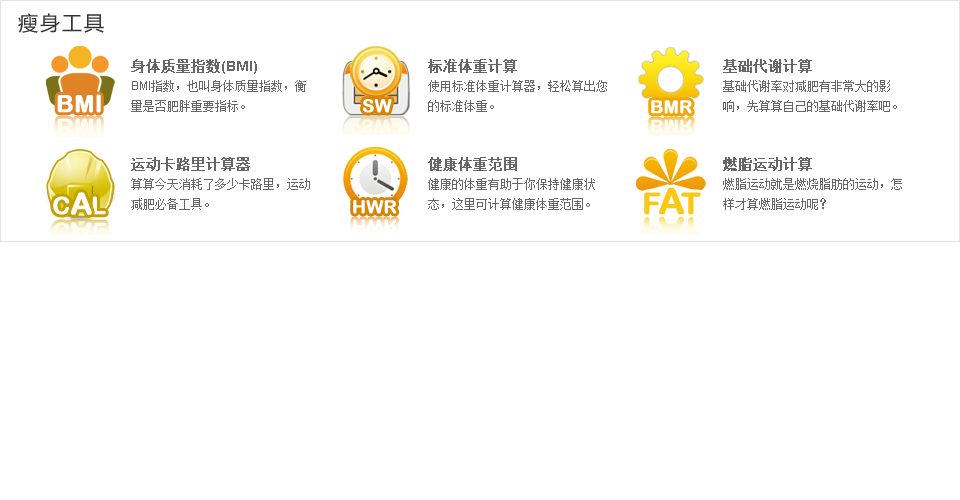 瘦身工具
BMI
身体质量指数(BMI)
BMI指数，也叫身体质量指数，衡
量是否肥胖重要指标。
SW
标准体重计算
使用标准体重计算器，轻松算出您
的标准体重。
BMR
基础代谢计算
基础代谢率对减肥有非常大的影
响，先算算自己的基础代谢率吧。
CAL
运动卡路里计算器
算算今天消耗了多少卡路里，运动
减肥必备工具。
HWR
健康体重范围
健康的体重有助于你保持健康状
态，这里可计算健康体重范围。
FAT
燃脂运动计算
燃脂运动就是燃烧脂肪的运动，怎
样才算燃脂运动呢？